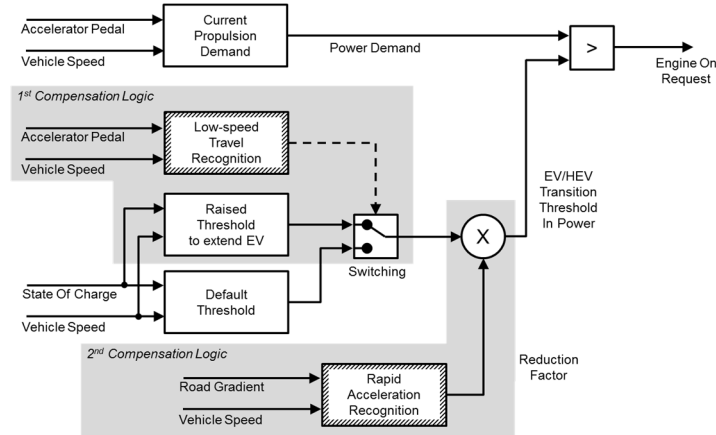 Accelerator Pedal
Vehicle Speed
Current
Propulsion
Demand
Power Demand
>
Engine On
Request
1st Compensation Logic
Accelerator Pedal
Vehicle Speed
Low-speed
Travel
Recognition
Raised
Threshold
to extend EV
Switching
X
EV/HEV
Transition
Threshold
In Power
State Of Charge
Vehicle Speed
Default
Threshold
2nd Compensation Logic
Road Gradient
Vehicle Speed
Rapid
Acceleration
Recognition
Reduction
Factor